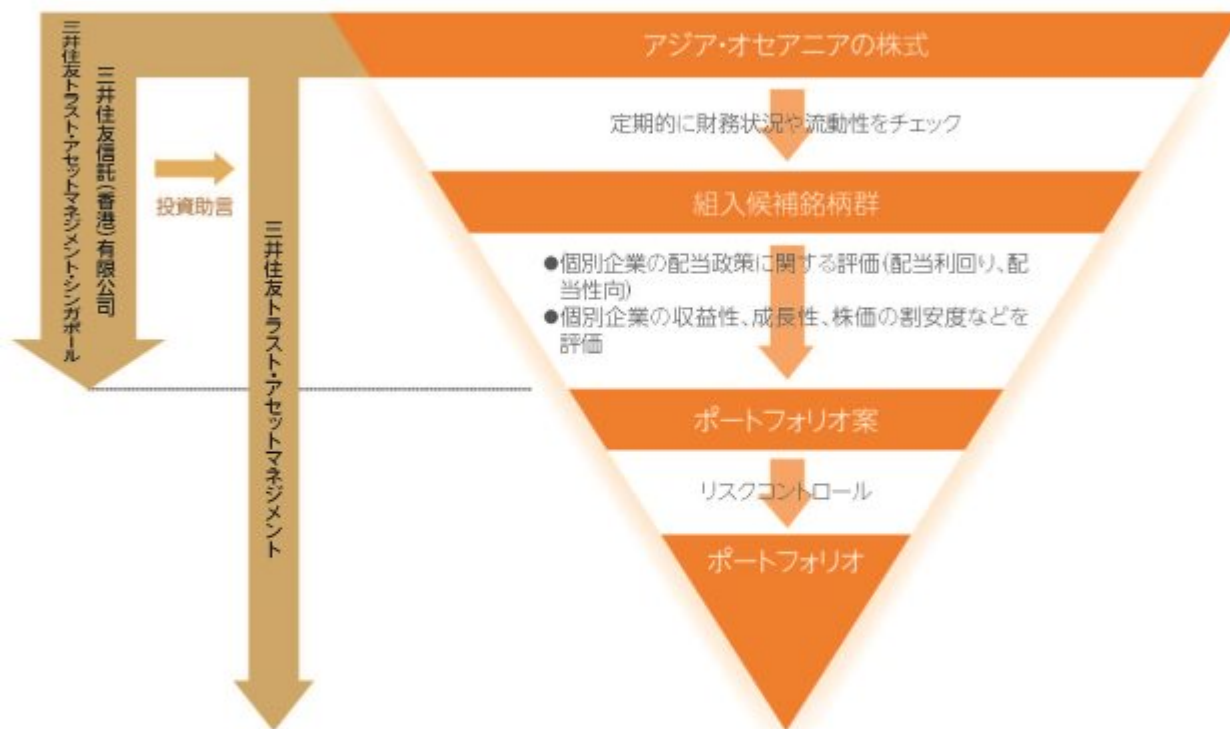 三井住友トラスト・アセットマネジメント・シンガポール
三井住友信託(香港)有限公司
投資助言
三井住友トラスト・アセットマネジメント
アジア・オセアニアの株式
定期的に財務状況や流動性をチェック
組入候補銘柄群
●個別企業の配当政策に関する評価(配当利回り、配
当性向)
●個別企業の収益性、成長性、株価の割安度などを
評価
ポートフォリオ案
リスクコントロール
ポートフォリオ